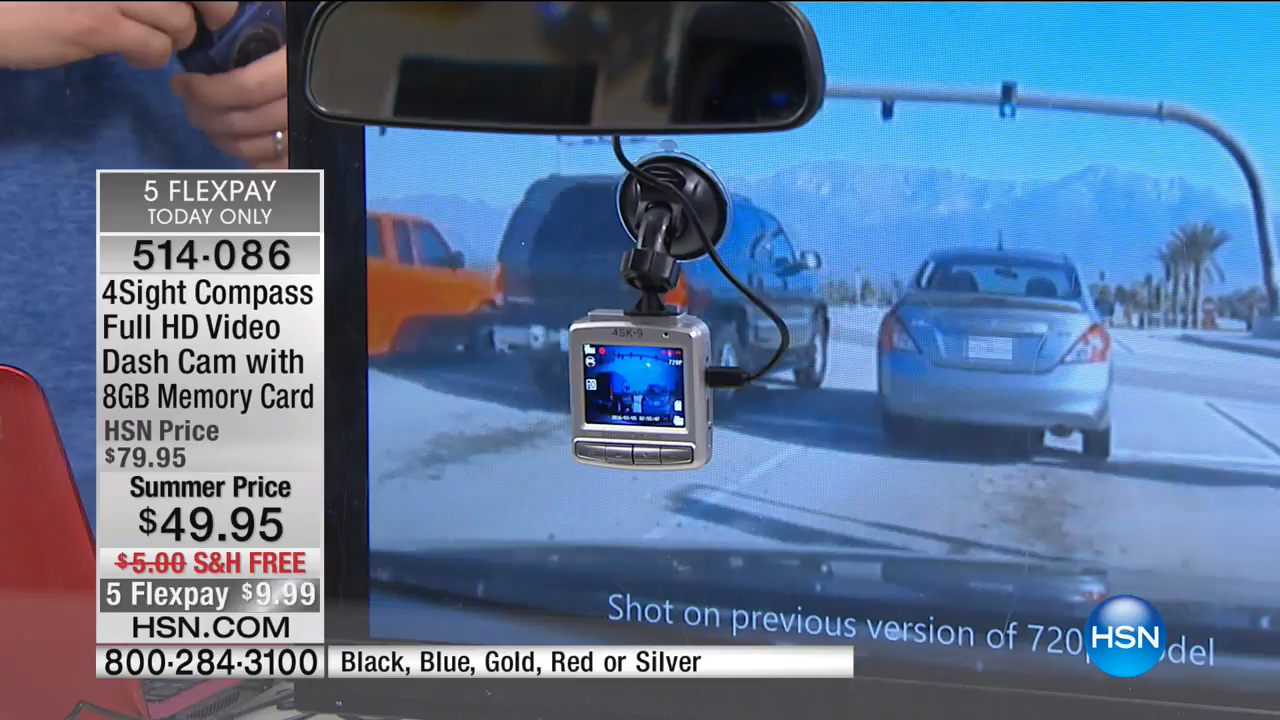 5 FLEXPAY
TODAY ONLY
514-086
4Sight Compass
Full HD Video
Dash Cam with
8GB Memory Card
HSN Price
$79.95
Summer Price
$49.95
$5.00 S&H FREE
5 Flexpay $9.99
HSN.COM
800-284-3100
Black, Blue, Gold, Red or Silver
4SK-9
720P
Shot on previous version of 720
HSN